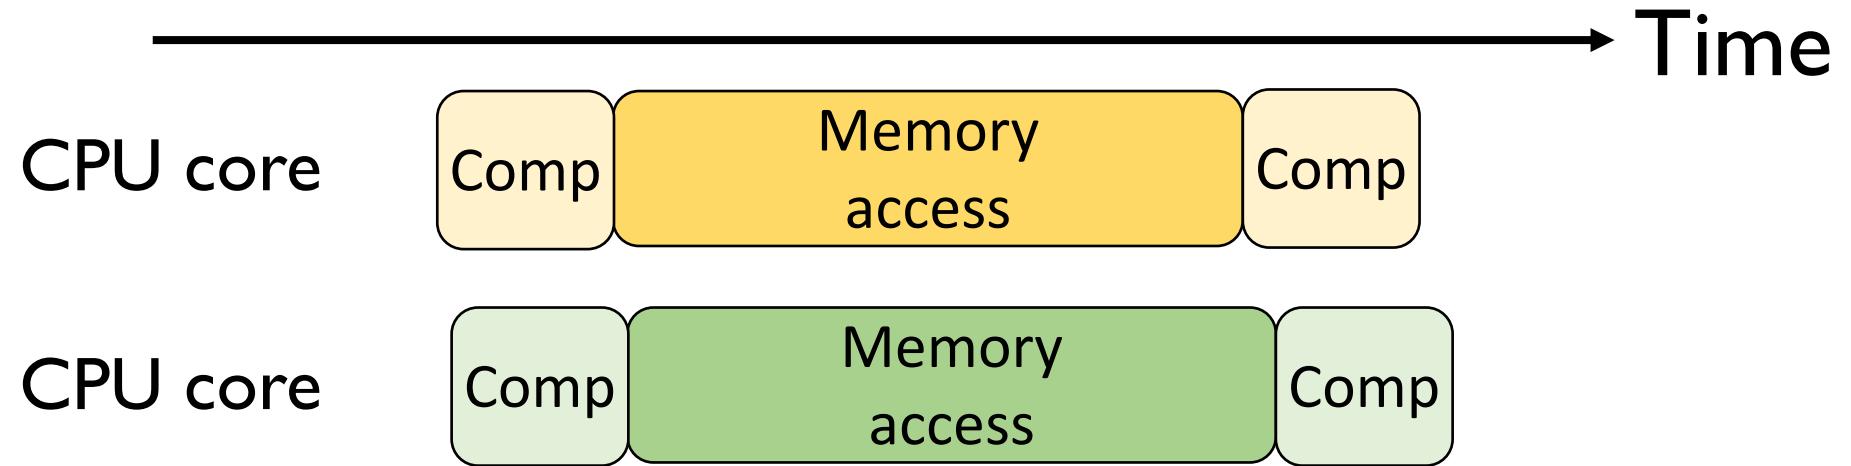 Time
CPU core
Comp
Memory
access
Comp
CPU core
Comp
Memory
access
Comp